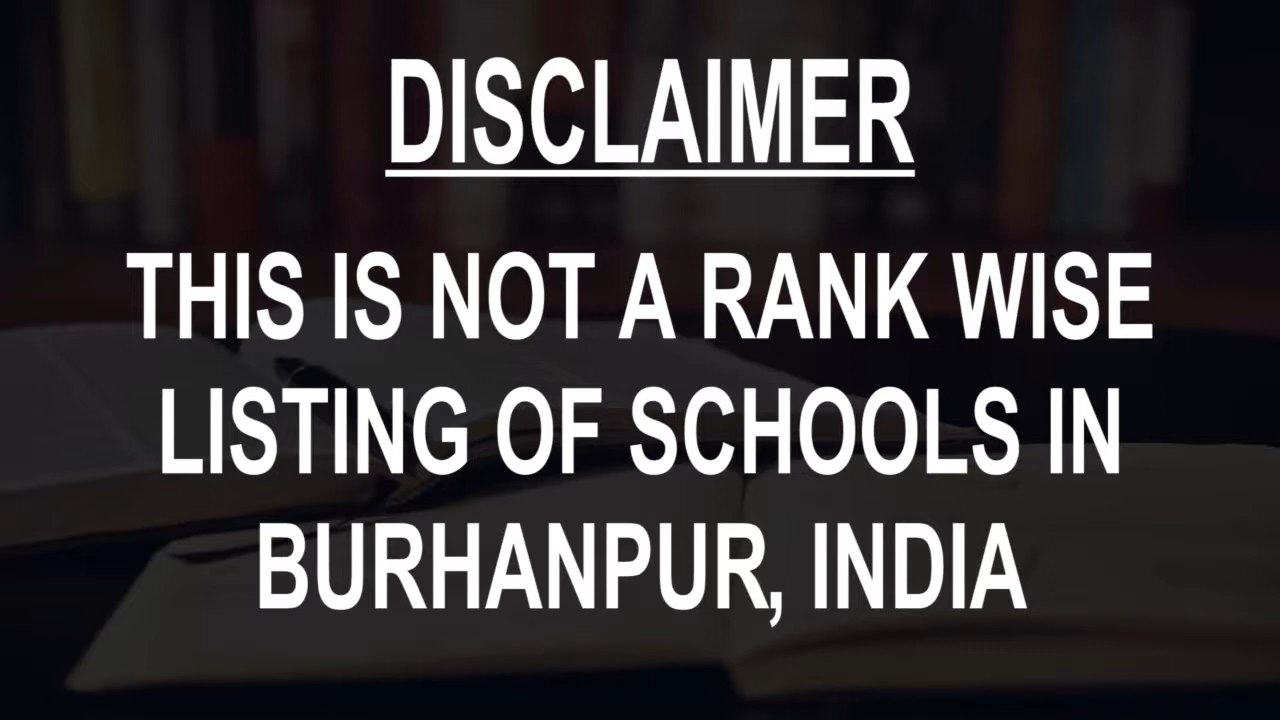 DISCLAIMER
THIS IS NOT A RANK WISE
LISTING OF SCHOOLS IN
BURHANPUR, INDIA